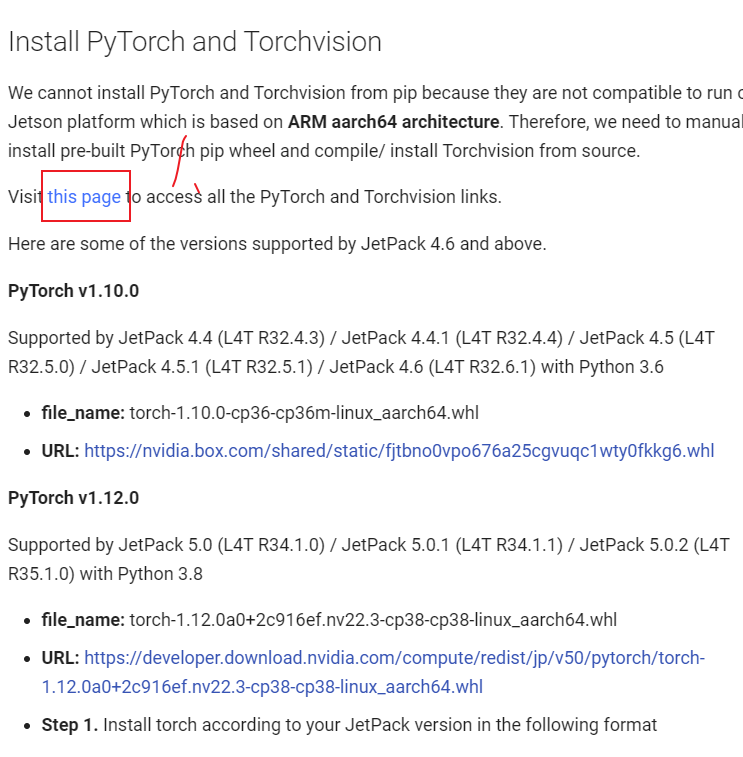 Install PyTorch and Torchvision
We cannot install PyTorch and Torchvision from pip because they are not compatible to run
Jetson platform which is based on ARM aarch64 architecture. Therefore, we need to manual
install pre-built PyTorch pip wheel and compile/ install Torchvision from source.
Visit this page to access all the PyTorch and Torchvision links.
Here are some of the versions supported by JetPack 4.6 and above.
PyTorch v1.10.0
Supported by JetPack 4.4 (L4T R32.4.3) / JetPack 4.4.1 (L4T R32.4.4) / JetPack 4.5 (L4T
R32.5.0) / JetPack 4.5.1 (L4T R32.5.1) / JetPack 4.6 (L4T R32.6.1) with Python 3.6
• file_name: torch-1.10.0-cp36-cp36m-linux_aarch64.whl
• URL: https://nvidia.box.com/shared/static/fjtbno0vpo676a25cgvuqc1wty0fkkg6.whl
PyTorch v1.12.0
Supported by JetPack 5.0 (L4T R34.1.0) / JetPack 5.0.1 (L4T R34.1.1) / JetPack 5.0.2 (L4T
R35.1.0) with Python 3.8
• file_name: torch-1.12.0a0+2c916ef.nv22.3-cp38-cp38-linux_aarch64.whl
• URL: https://developer.download.nvidia.com/compute/redist/jp/v50/pytorch/torch-
1.12.0a0+2c916ef.nv22.3-cp38-cp38-linux_aarch64.whl
• Step 1. Install torch according to your JetPack version in the following format